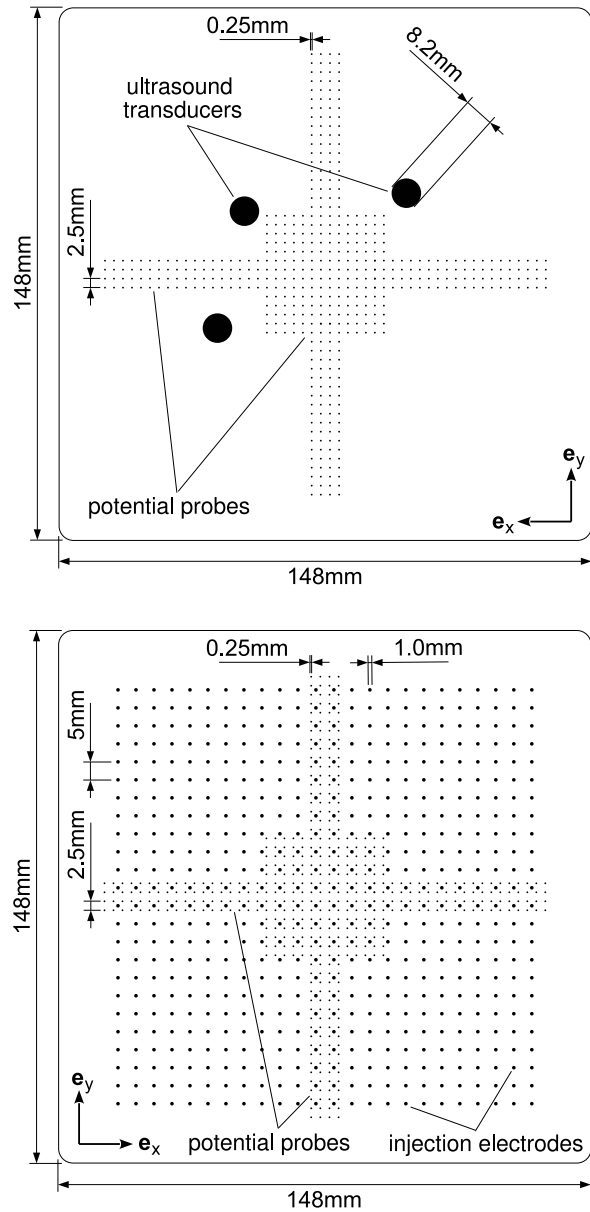 0.25mm
8.2mm
ultrasound
transducers
2.5mm
148mm
potential probes
e_y
e_x
148mm
0.25mm
1.0mm
5mm
2.5mm
148mm
e_y
e_x
potential probes
injection electrodes
148mm